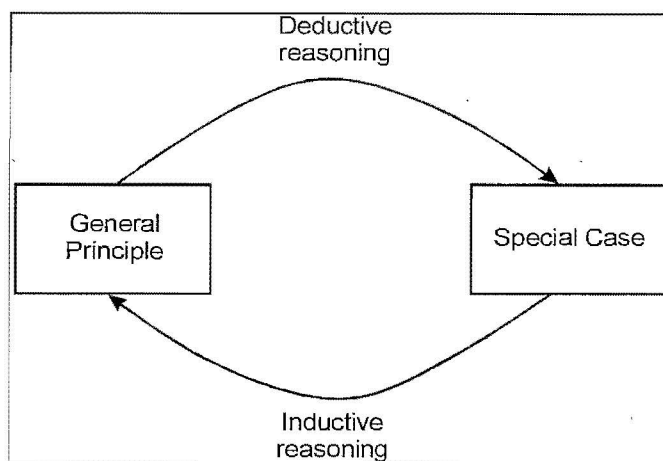 Deductive
reasoning
General
Principle
Special Case
Inductive
reasoning